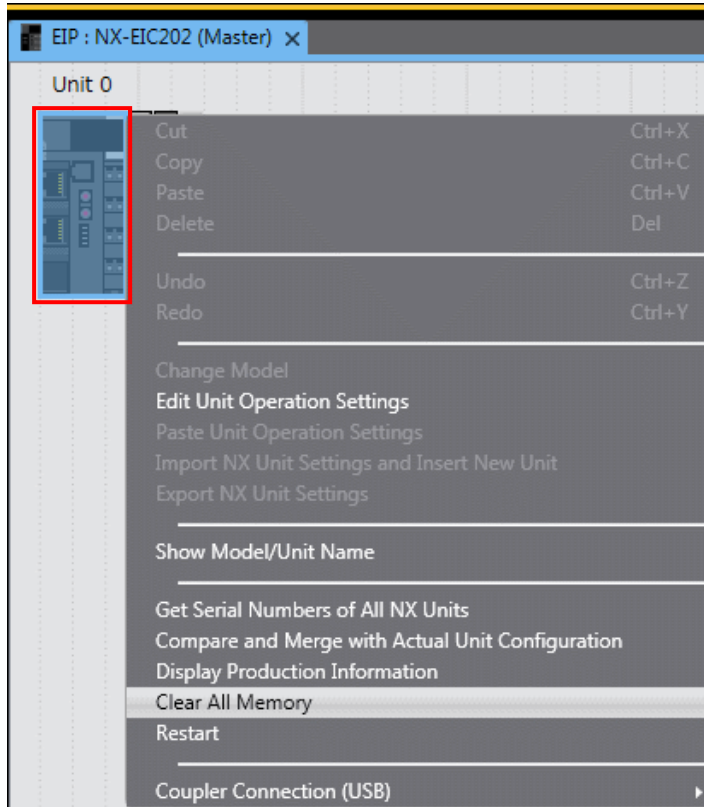 EIP : NX-EIC202 (Master) ×
Unit 0
Cut Ctrl+X
Copy Ctrl+C
Paste Ctrl+V
Delete Del
Undo Ctrl+Z
Redo Ctrl+Y
Change Model
Edit Unit Operation Settings
Paste Unit Operation Settings
Import NX Unit Settings and Insert New Unit
Export NX Unit Settings
Show Model/Unit Name
Get Serial Numbers of All NX Units
Compare and Merge with Actual Unit Configuration
Display Production Information
Clear All Memory
Restart
Coupler Connection (USB)